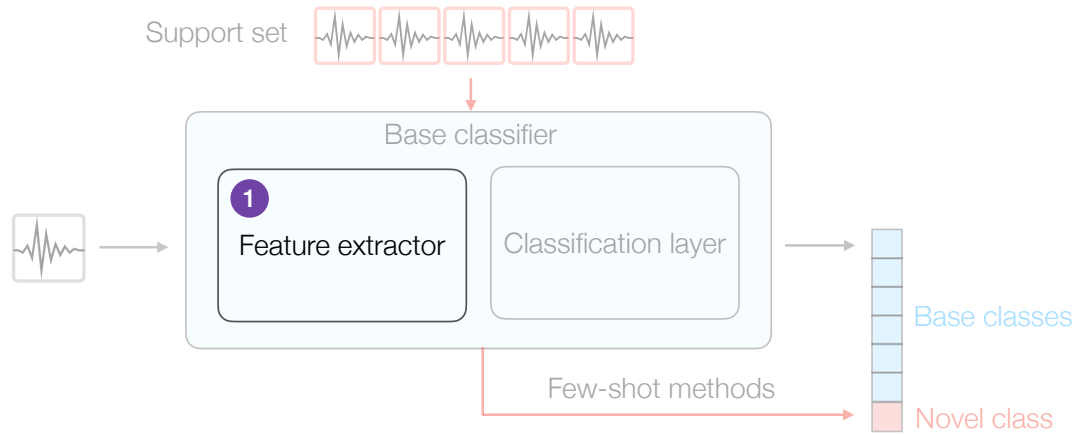 Support set
Base classifier
1
Feature extractor
Classification layer
Base classes
Few-shot methods
Novel class